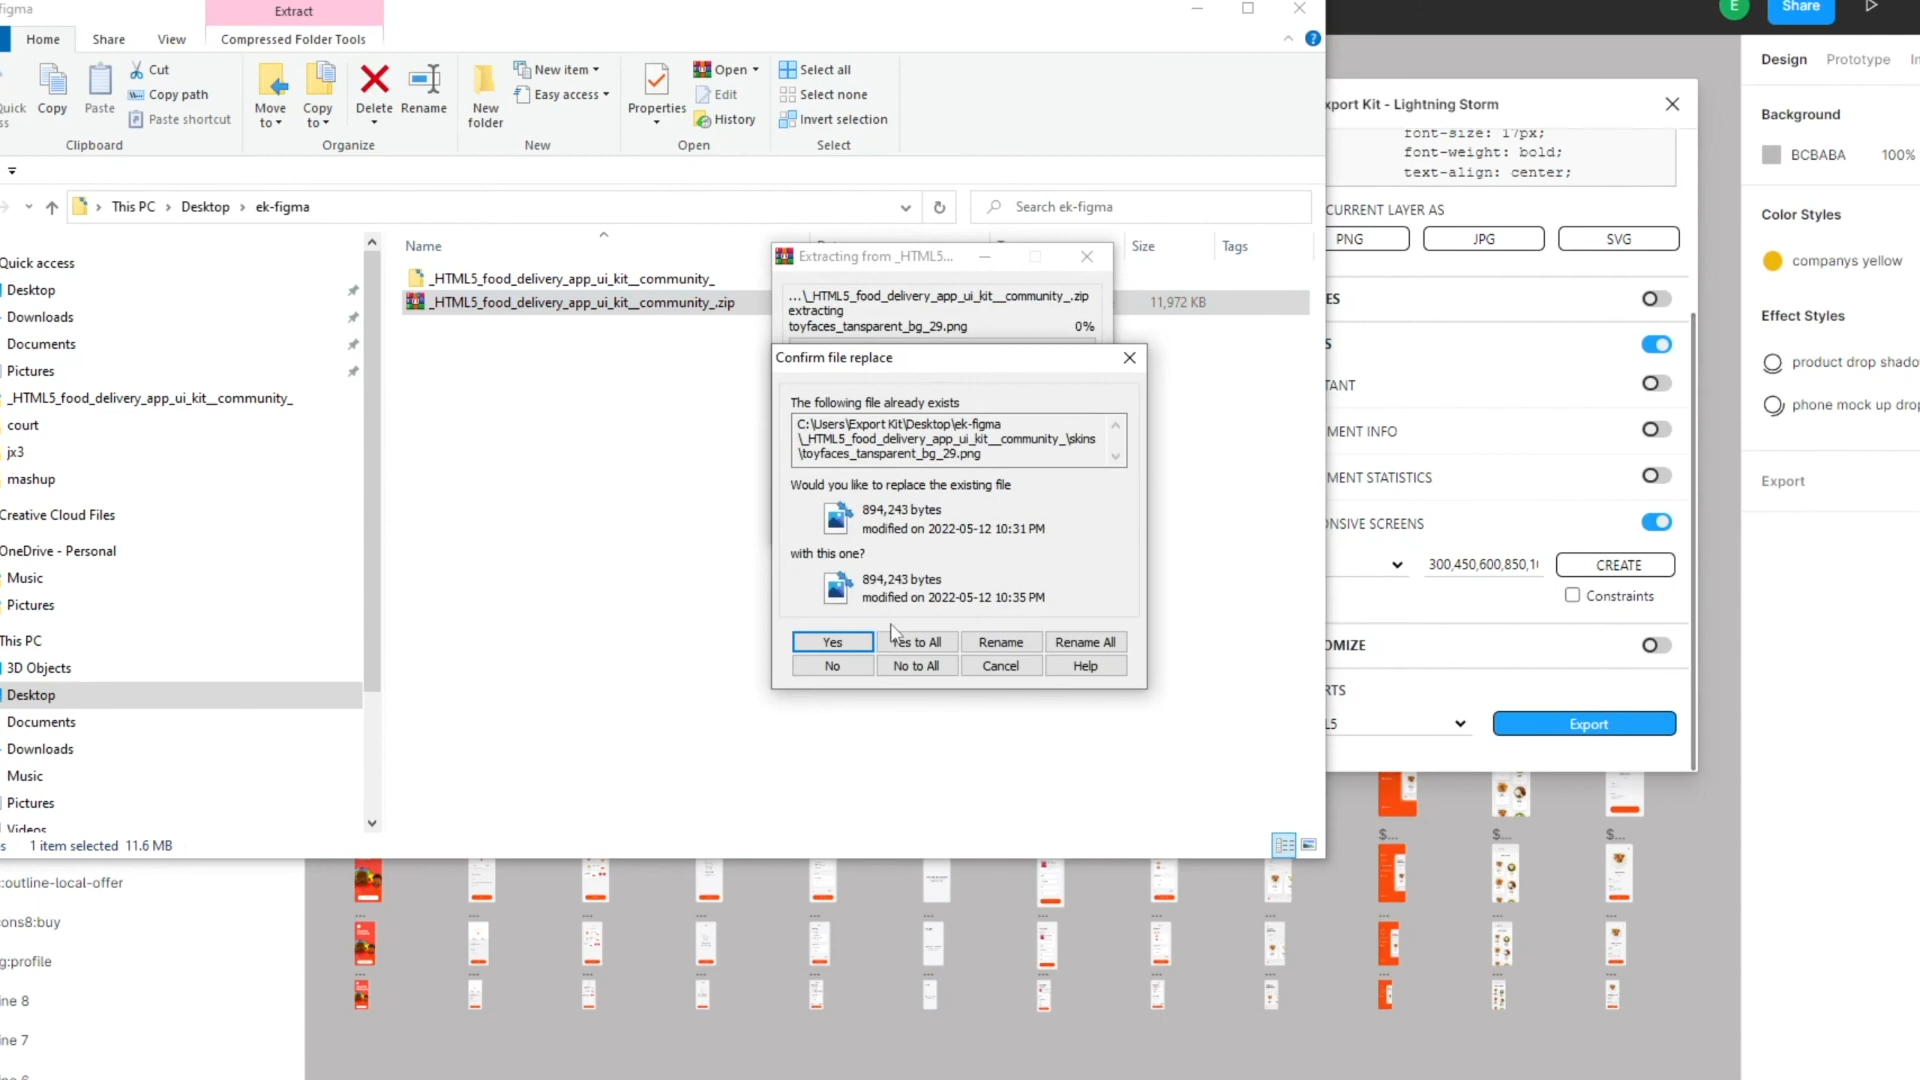 figma
Extract
Home
Share
View
Compressed Folder Tools
Copy
Paste
Cut
Copy path
Paste shortcut
Clipboard
Move to
Copy to
Delete
Rename
Organize
New folder
New item
Easy access
New
Properties
Open
Edit
History
Open
Select all
Select none
Invert selection
Select
This PC > Desktop > ek-figma
Search ek-figma
Name
Size
Tags
_HTML5_food_delivery_app_ui_kit__community_
_HTML5_food_delivery_app_ui_kit__community_.zip
11,972 KB
Quick access
Desktop
Downloads
Documents
Pictures
_HTML5_food_delivery_app_ui_kit__community_
court
jx3
mashup
Creative Cloud Files
OneDrive - Personal
Music
Pictures
This PC
3D Objects
Desktop
Documents
Downloads
Music
Pictures
Videos
1 item selected 11.6 MB
Extracting from _HTML5...
...\_HTML5_food_delivery_app_ui_kit__community_.zip
extracting
toyfaces_tansparent_bg_29.png 0%
Confirm file replace
The following file already exists
C:\Users\Export Kit\Desktop\ek-figma
\_HTML5_food_delivery_app_ui_kit__community_\skins
\toyfaces_tansparent_bg_29.png
Would you like to replace the existing file
894,243 bytes
modified on 2022-05-12 10:31 PM
with this one?
894,243 bytes
modified on 2022-05-12 10:35 PM
Yes
Yes to All
Rename
Rename All
No
No to All
Cancel
Help
xport Kit - Lightning Storm
font-size: 17px;
font-weight: bold;
text-align: center;
CURRENT LAYER AS
PNG
JPG
SVG
ES
S
TANT
MENT INFO
MENT STATISTICS
NSIVE SCREENS
300,450,600,850,1
CREATE
Constraints
OMIZE
RTS
L5
Export
E
Share
Design
Prototype
In
Background
BCBABA 100%
Color Styles
companys yellow
Effect Styles
product drop shado
phone mock up drop
Export
$...
$...
$...
:outline-local-offer
ons8:buy
g:profile
ine 8
ine 7